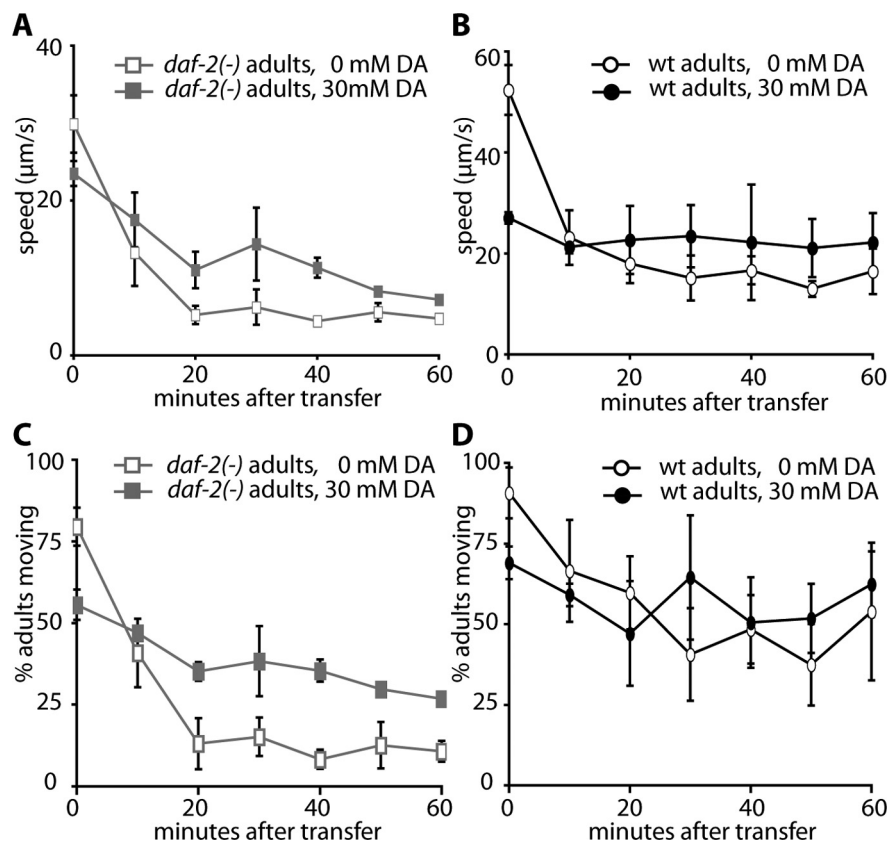 A
40
20
0
speed (µm/s)
daf-2(-) adults, 0 mM DA
daf-2(-) adults, 30mM DA
0 20 40 60
minutes after transfer
B
60
40
20
0
speed (µm/s)
wt adults, 0 mM DA
wt adults, 30 mM DA
0 20 40 60
minutes after transfer
C
100
75
50
25
0
% adults moving
daf-2(-) adults, 0 mM DA
daf-2(-) adults, 30 mM DA
0 20 40 60
minutes after transfer
D
100
75
50
25
0
% adults moving
wt adults, 0 mM DA
wt adults, 30 mM DA
0 20 40 60
minutes after transfer